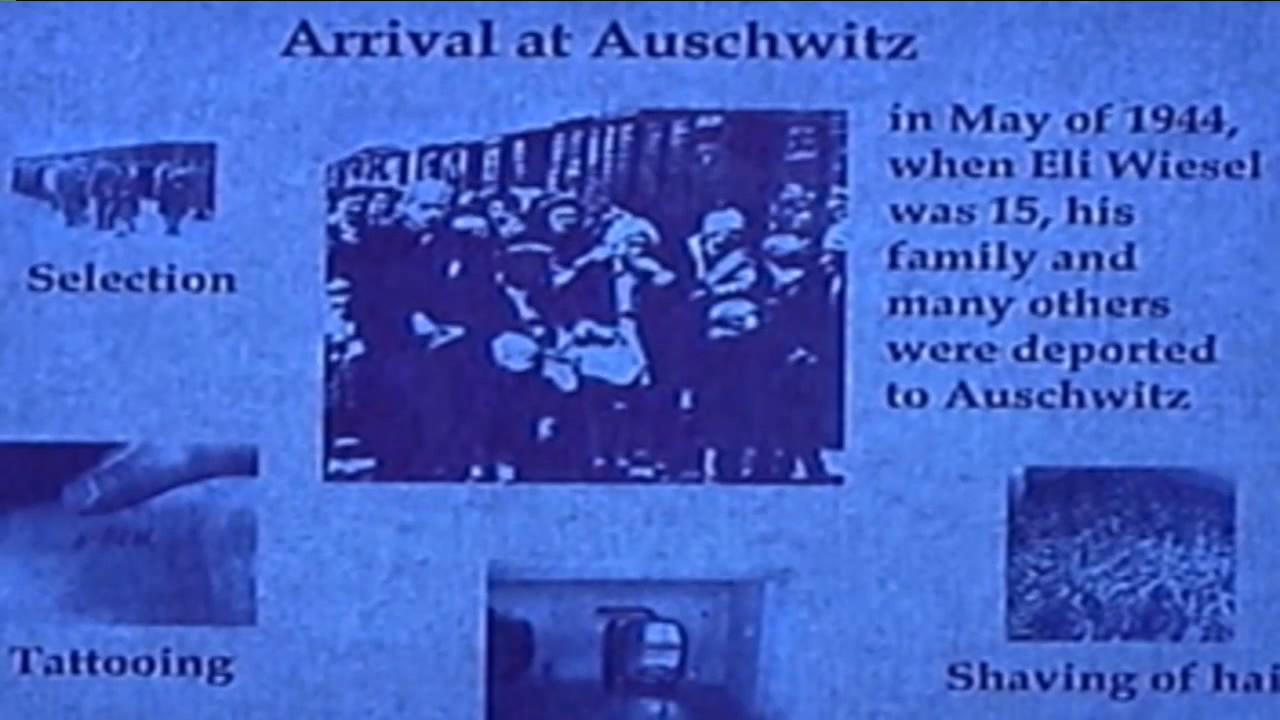 Arrival at Auschwitz
in May of 1944,
when Eli Wiesel
was 15, his
family and
many others
were deported
to Auschwitz
Selection
Tattooing
Shaving of hai